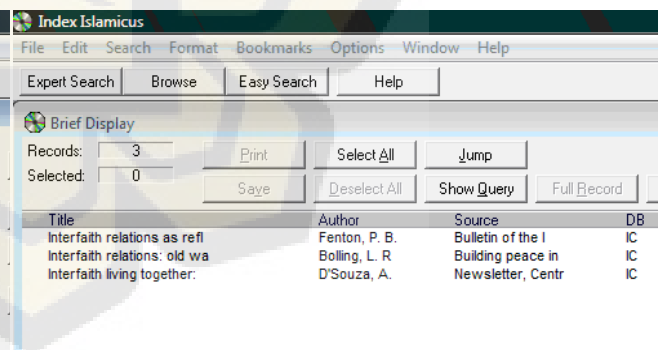 Index Islamicus
File Edit Search Format Bookmarks Options Window Help
Expert Search Browse Easy Search Help
Brief Display
Records: 3 Print Select All Jump
Selected: 0 Save Deselect All Show Query Full Record
Title Author Source DB
Interfaith relations as refl Fenton, P. B. Bulletin of the I IC
Interfaith relations: old wa Bolling, L. R Building peace in IC
Interfaith living together: D'Souza, A. Newsletter, Centr IC